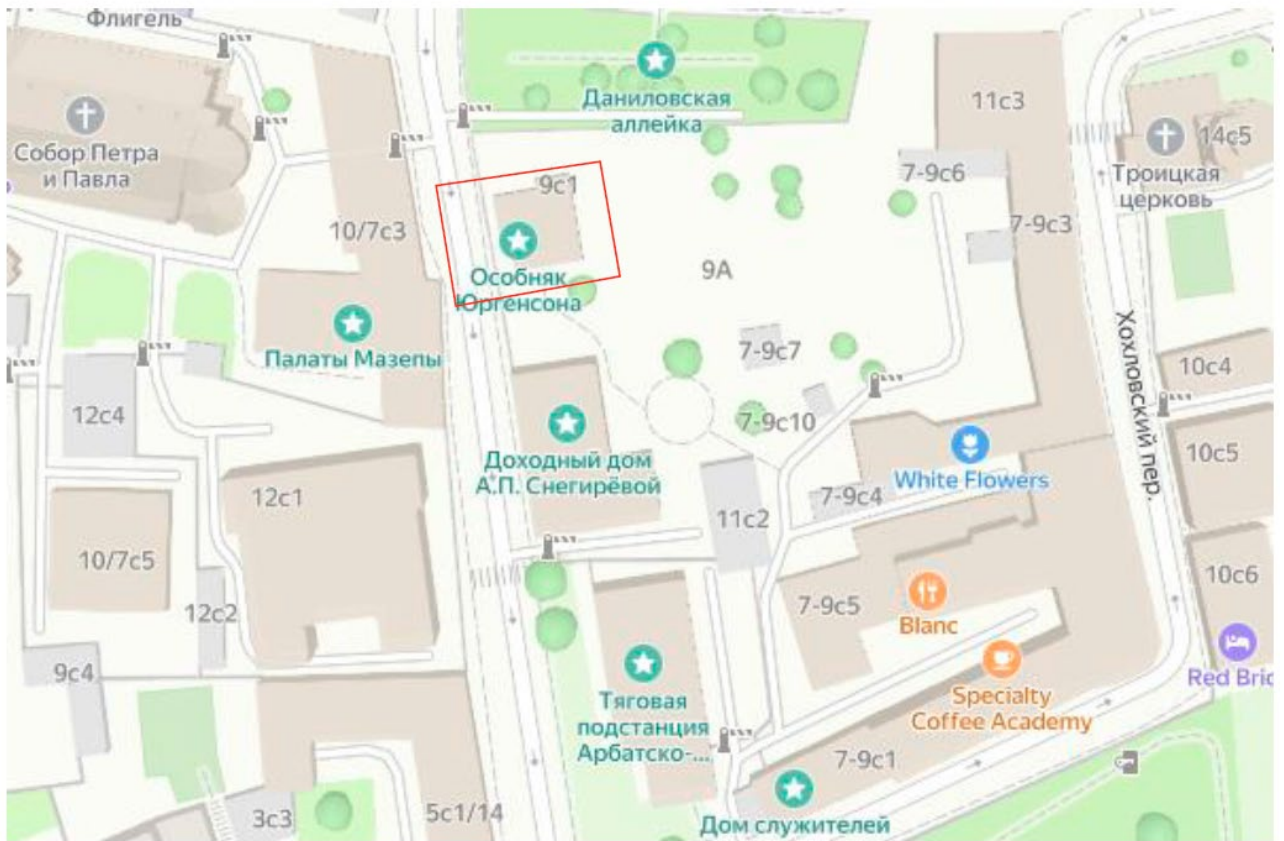 Флигель
Даниловская
аллейка
11с3
14с5
Собор Петра
и Павла
Троицкая
церковь
9с1
7-9с6
10/7с3
7-9с3
Особняк
Юргенсона
9А
Палаты Мазепы
7-9с7
Хохловский пер.
10с4
12с4
7-9с10
Доходный дом
А.П. Снегирёвой
White Flowers
10с5
12с1
7-9с4
11с2
10/7с5
10с6
12с2
7-9с5
Blanc
9с4
Red Bric
Тяговая
подстанция
Арбатско-...
Specialty
Coffee Academy
7-9с1
3с3
5с1/14
Дом служителей